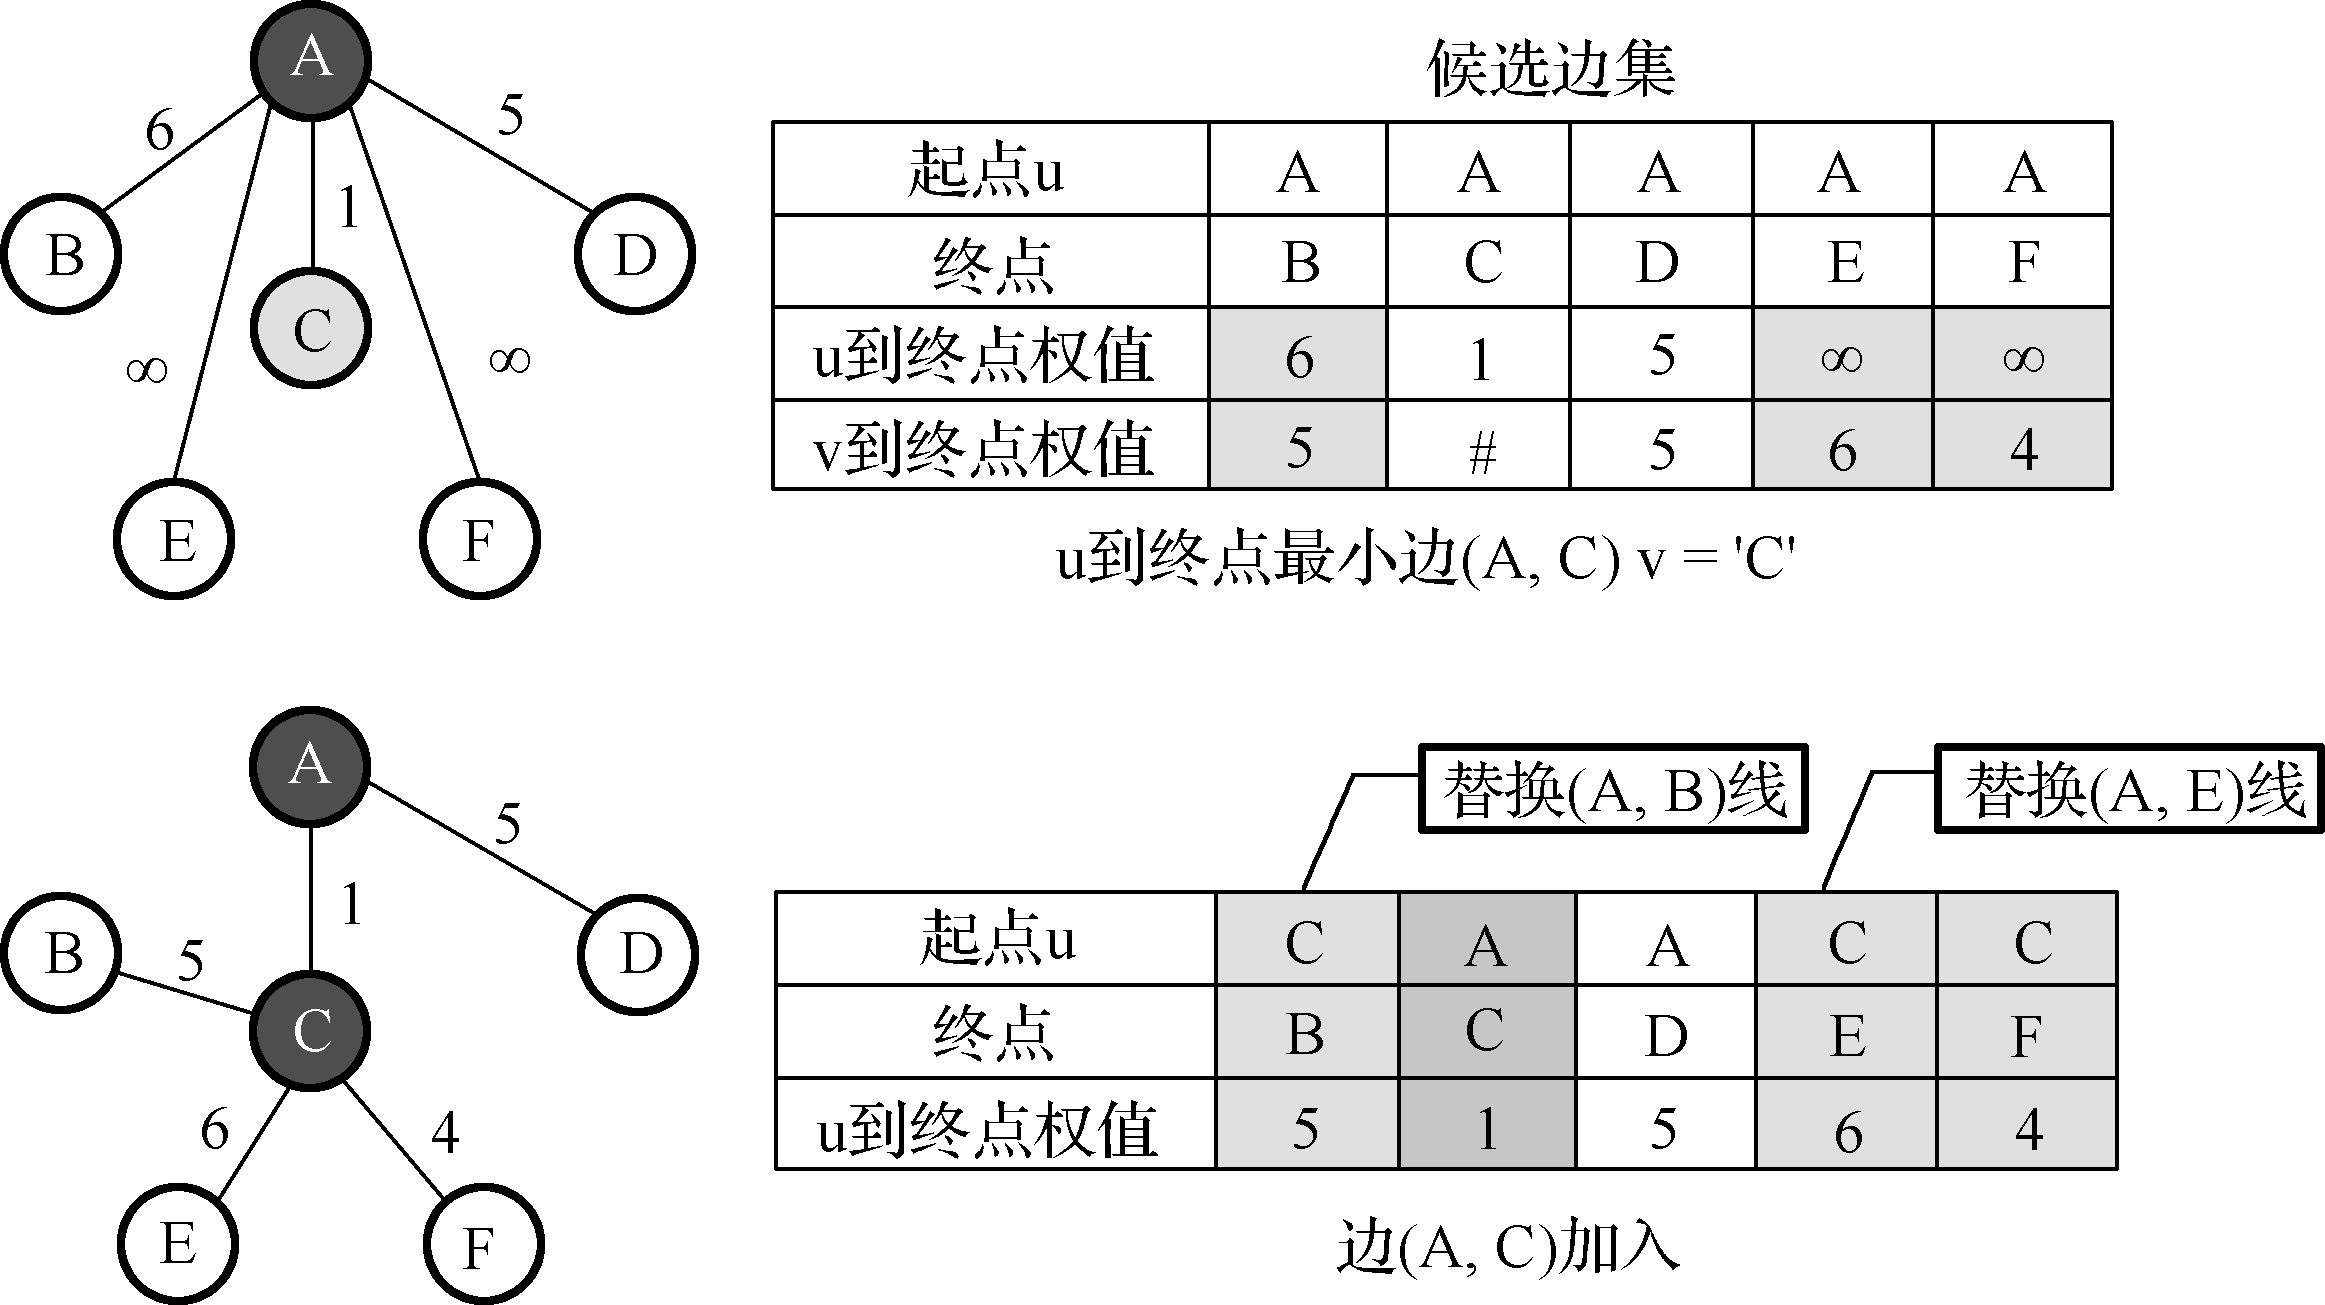 A
6
5
1
B
D
C
∞
∞
E
F
候选边集
起点u A A A A A
终点 B C D E F
u到终点权值 6 1 5 ∞ ∞
v到终点权值 5 # 5 6 4
u到终点最小边(A, C) v = 'C'
A
5
1
B
5
D
C
6
4
E
F
替换(A, B)线
替换(A, E)线
起点u C A A C C
终点 B C D E F
u到终点权值 5 1 5 6 4
边(A, C)加入